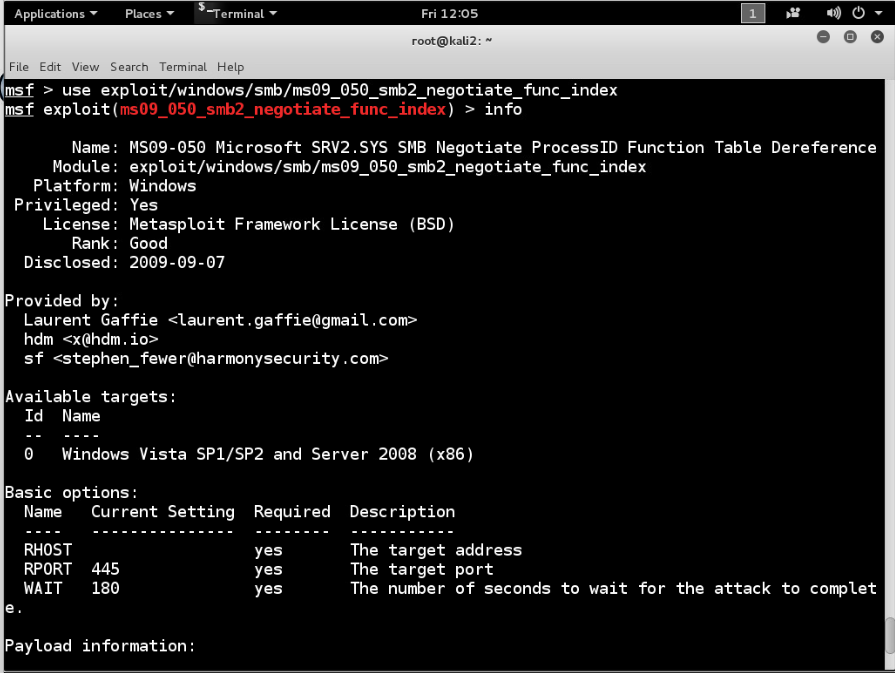 Applications Places $_Terminal Fri 12:05 1
root@kali2: ~
File Edit View Search Terminal Help
msf > use exploit/windows/smb/ms09_050_smb2_negotiate_func_index
msf exploit(ms09_050_smb2_negotiate_func_index) > info
Name: MS09-050 Microsoft SRV2.SYS SMB Negotiate ProcessID Function Table Dereference
Module: exploit/windows/smb/ms09_050_smb2_negotiate_func_index
Platform: Windows
Privileged: Yes
License: Metasploit Framework License (BSD)
Rank: Good
Disclosed: 2009-09-07
Provided by:
Laurent Gaffie <laurent.gaffie@gmail.com>
hdm <x@hdm.io>
sf <stephen_fewer@harmonysecurity.com>
Available targets:
Id Name
-- ----
0 Windows Vista SP1/SP2 and Server 2008 (x86)
Basic options:
Name Current Setting Required Description
---- --------------- -------- -----------
RHOST yes The target address
RPORT 445 yes The target port
WAIT 180 yes The number of seconds to wait for the attack to complet
e.
Payload information: